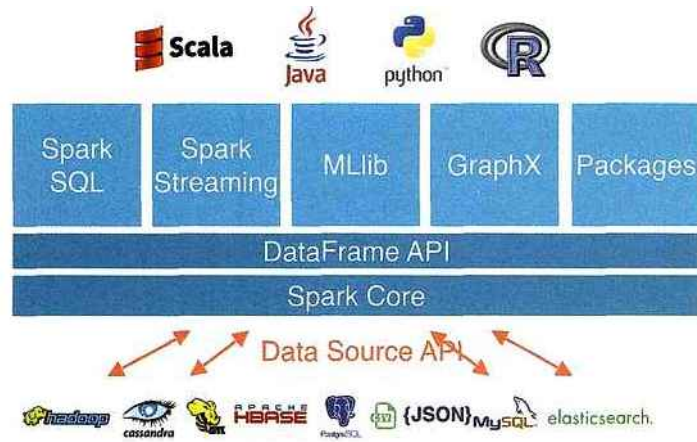 Scala
Java
python
R
Spark SQL
Spark Streaming
MLlib
GraphX
Packages
DataFrame API
Spark Core
Data Source API
hadoop
cassandra
APACHE HBASE
PostgreSQL
{JSON}
MySQL
elasticsearch.